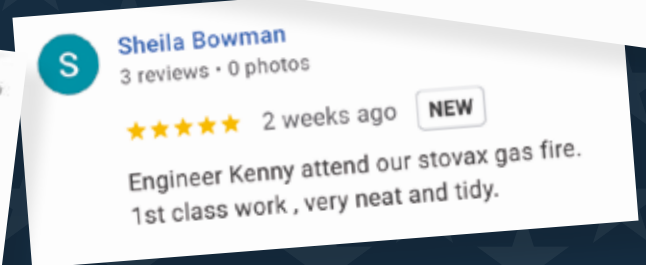 S
Sheila Bowman
3 reviews • 0 photos
2 weeks ago NEW
Engineer Kenny attend our stovax gas fire.
1st class work , very neat and tidy.